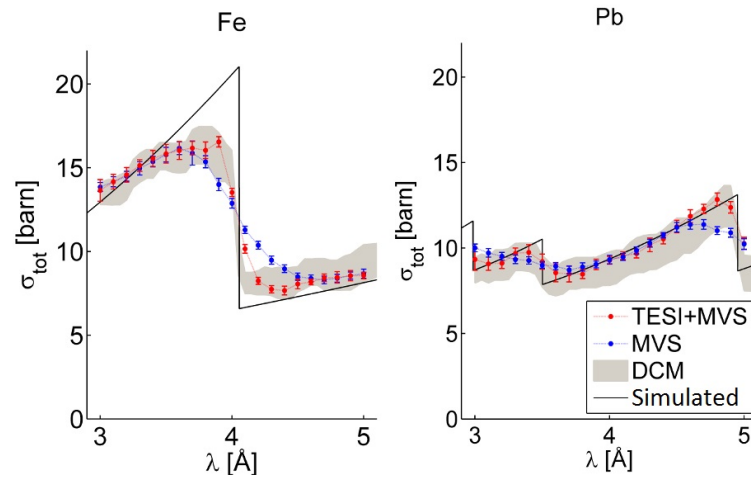 Fe
Pb
20
15
10
5
0
σtot [barn]
3
4
5
λ [Å]
20
15
10
5
0
σtot [barn]
3
4
5
λ [Å]
TESI+MVS
MVS
DCM
Simulated